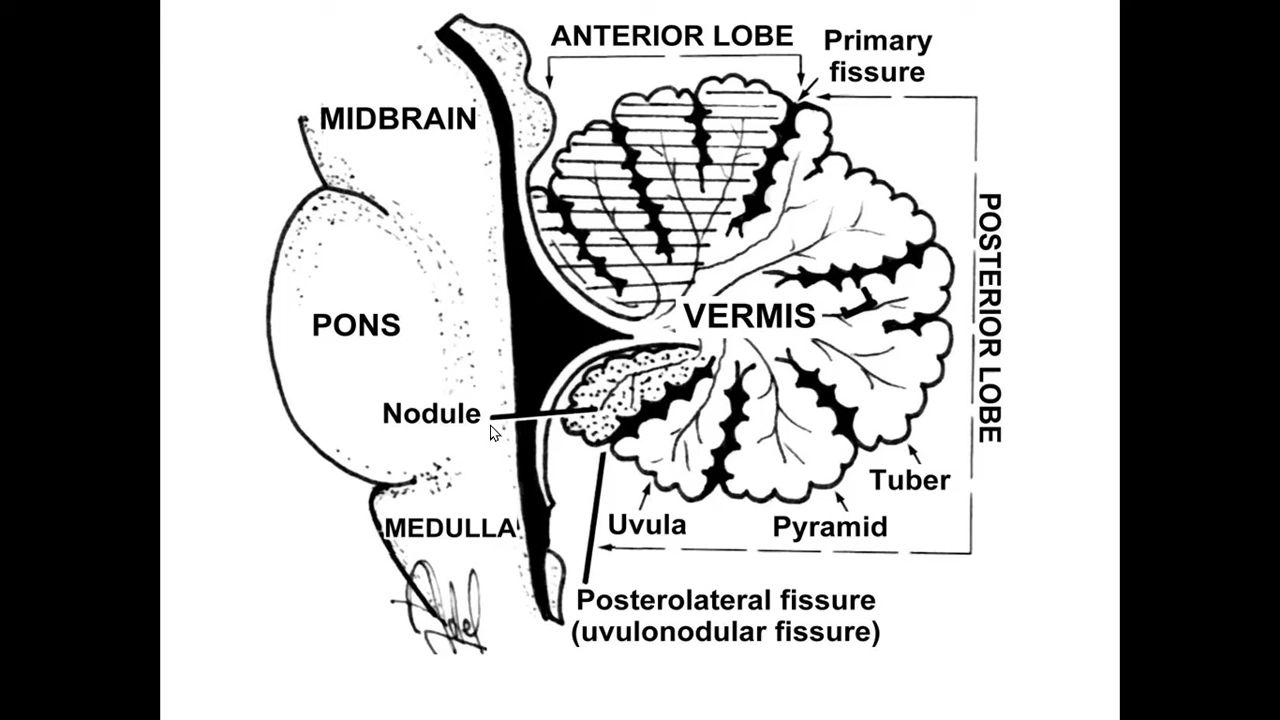 ANTERIOR LOBE
Primary
fissure
MIDBRAIN
POSTERIOR LOBE
VERMIS
PONS
Nodule
Tuber
Uvula
Pyramid
MEDULLA
Posterolateral fissure
(uvulonodular fissure)